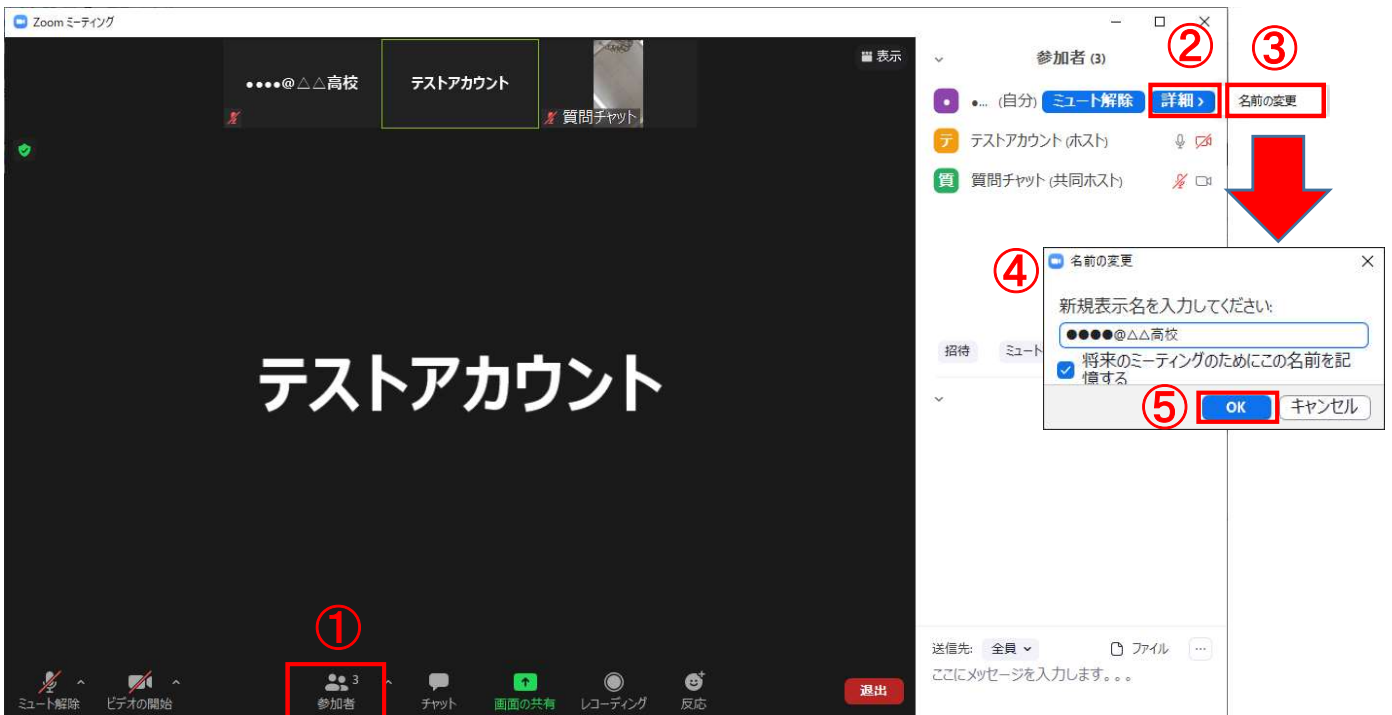 Zoom ミーティング
●●●●@△△高校
テストアカウント
質問チャット
表示
テストアカウント
①
ミュート解除
ビデオの開始
3
参加者
チャット
画面の共有
レコーディング
反応
退出
参加者 (3)
②
③
●... (自分)
ミュート解除
詳細 >
名前の変更
テ
テストアカウント (ホスト)
質
質問チャット (共同ホスト)
④
名前の変更
新規表示名を入力してください:
●●●●@△△高校
将来のミーティングのためにこの名前を記
憶する
⑤
OK
キャンセル
招待
ミュート
送信先:
全員
ファイル
...
ここにメッセージを入力します。。。